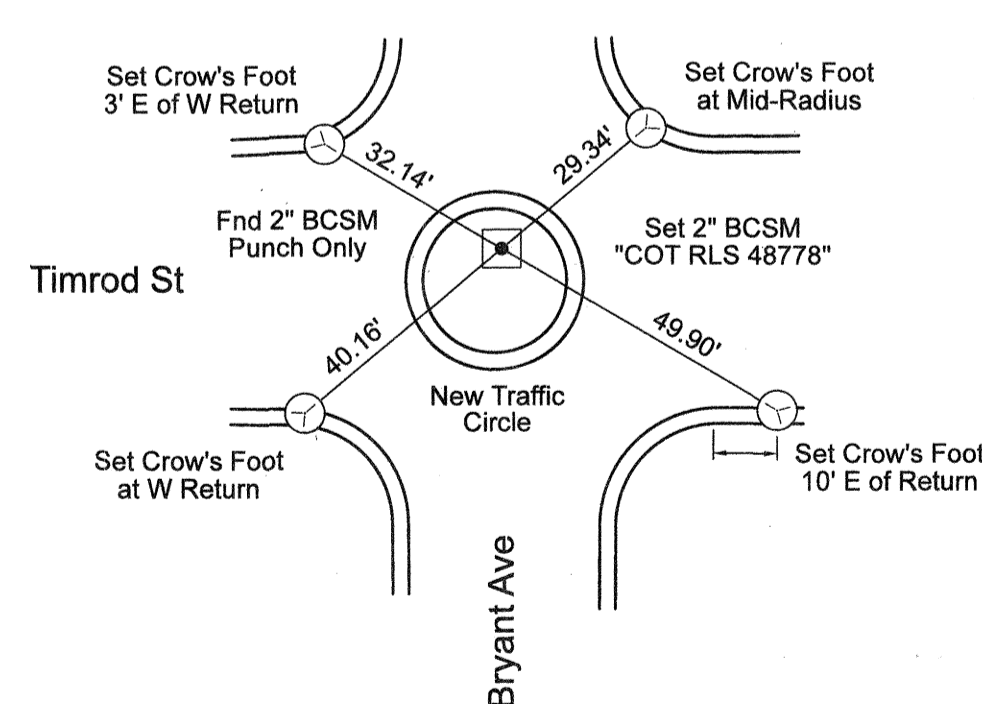 Set Crow's Foot
3' E of W Return
Set Crow's Foot
at Mid-Radius
32.14'
29.34'
Fnd 2" BCSM
Punch Only
Set 2" BCSM
"COT RLS 48778"
Timrod St
40.16'
49.90'
New Traffic
Circle
Set Crow's Foot
at W Return
Set Crow's Foot
10' E of Return
Bryant Ave